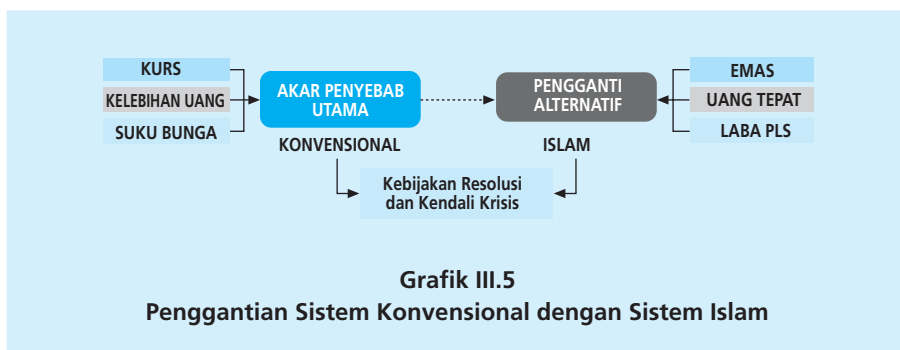 KURS
KELEBIHAN UANG
SUKU BUNGA
AKAR PENYEBAB
UTAMA
KONVENSIONAL
PENGGANTI
ALTERNATIF
ISLAM
EMAS
UANG TEPAT
LABA PLS
Kebijakan Resolusi
dan Kendali Krisis
Grafik III.5
Penggantian Sistem Konvensional dengan Sistem Islam